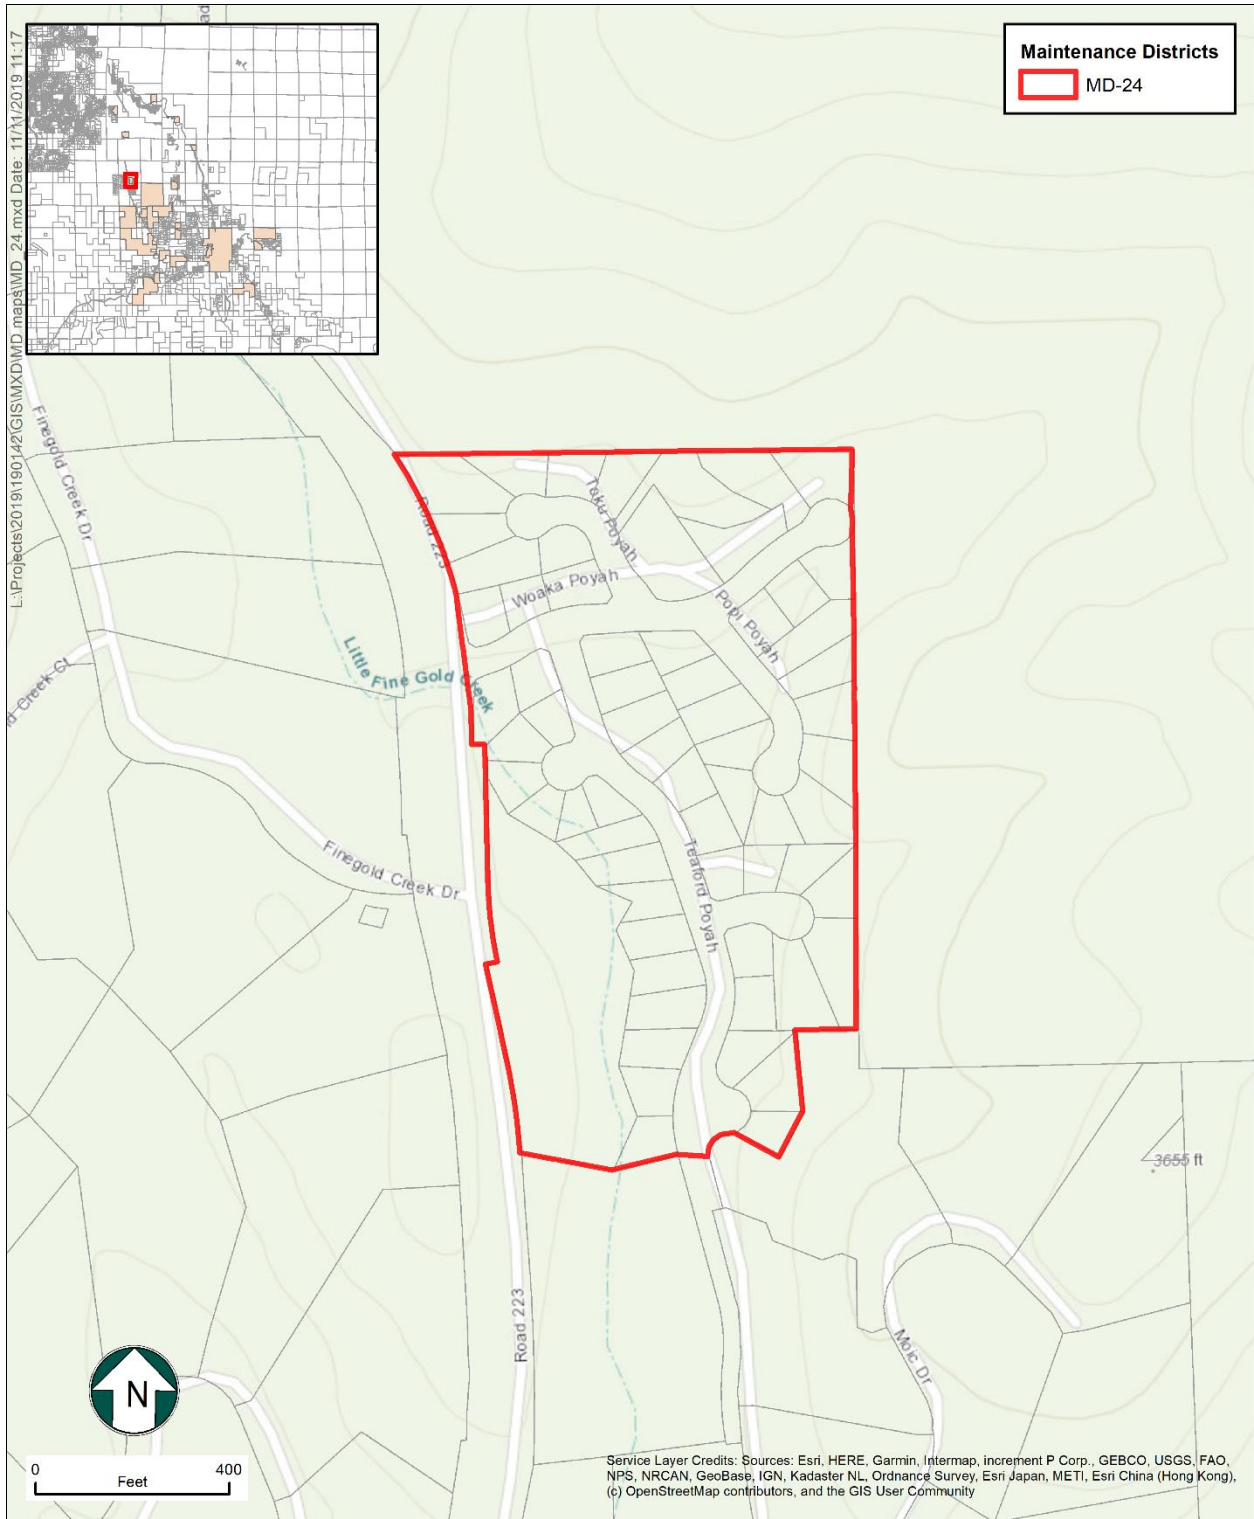 L:\Projects\2019\190142\GIS\MXD\MD maps\MD_24.mxd Date: 11/11/2019 11:17
Maintenance Districts
MD-24
Finegold Creek Dr
Road 223
Toku Poyah
Woaka Poyah
Popi Poyah
Little Fine Gold Creek
Creek Ct
Finegold Creek Dr
Teaford Poyah
3655 ft
Road 223
Moic Dr
N
0 400
Feet
Service Layer Credits: Sources: Esri, HERE, Garmin, Intermap, increment P Corp., GEBCO, USGS, FAO,
NPS, NRCAN, GeoBase, IGN, Kadaster NL, Ordnance Survey, Esri Japan, METI, Esri China (Hong Kong),
(c) OpenStreetMap contributors, and the GIS User Community